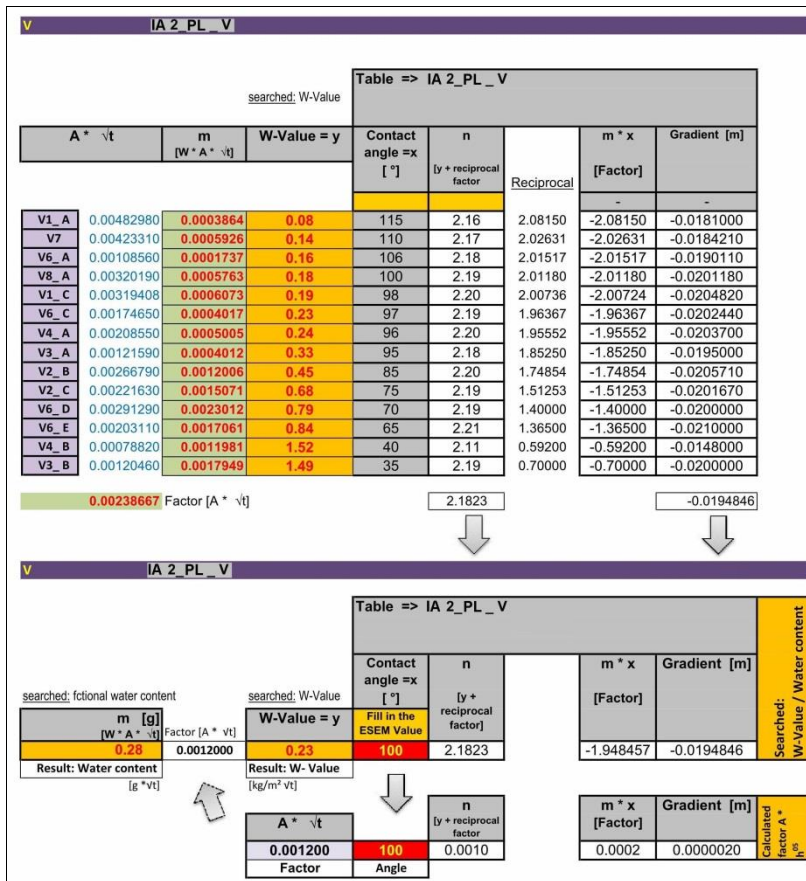 V IA 2_PL _ V
Table => IA 2_PL _ V
searched: W-Value
A * √t m W-Value = y Contact n m * x Gradient [m]
[W * A * √t] angle =x
[ °] [y + reciprocal factor Reciprocal [Factor]
- -
V1_ A 0.00482980 0.0003864 0.08 115 2.16 2.08150 -2.08150 -0.0181000
V7 0.00423310 0.0005926 0.14 110 2.17 2.02631 -2.02631 -0.0184210
V6_A 0.00108560 0.0001737 0.16 106 2.18 2.01517 -2.01517 -0.0190110
V8_A 0.00320190 0.0005763 0.18 100 2.19 2.01180 -2.01180 -0.0201180
V1_ C 0.00319408 0.0006073 0.19 98 2.20 2.00736 -2.00724 -0.0204820
V6_ C 0.00174650 0.0004017 0.23 97 2.19 1.96367 -1.96367 -0.0202440
V4_ A 0.00208550 0.0005005 0.24 96 2.20 1.95552 -1.95552 -0.0203700
V3_ A 0.00121590 0.0004012 0.33 95 2.18 1.85250 -1.85250 -0.0195000
V2_ B 0.00266790 0.0012006 0.45 85 2.20 1.74854 -1.74854 -0.0205710
V2_ C 0.00221630 0.0015071 0.68 75 2.19 1.51253 -1.51253 -0.0201670
V6_ D 0.00291290 0.0023012 0.79 70 2.19 1.40000 -1.40000 -0.0200000
V6_ E 0.00203110 0.0017061 0.84 65 2.21 1.36500 -1.36500 -0.0210000
V4_ B 0.00078820 0.0011981 1.52 40 2.11 0.59200 -0.59200 -0.0148000
V3_ B 0.00120460 0.0017949 1.49 35 2.19 0.70000 -0.70000 -0.0200000
0.00238667 Factor [A * √t] 2.1823 -0.0194846
V IA 2_PL _ V
Table => IA 2_PL _ V
Contact n m * x Gradient [m]
angle =x
searched: fctional water content searched: W-Value [ °] [y + reciprocal factor] [Factor]
m [g] W-Value = y Fill in the
[W * A * √t] Factor [A * √t] ESEM Value
0.28 0.0012000 0.23 100 2.1823 -1.948457 -0.0194846
Result: Water content Result: W- Value
[g *√t] [kg/m² √t]
Searched:
W-Value / Water content
A * √t n m * x Gradient [m]
[y + reciprocal factor [Factor]
0.001200 100 0.0010 0.0002 0.0000020
Factor Angle
Calculated
factor A *
h⁰⁵